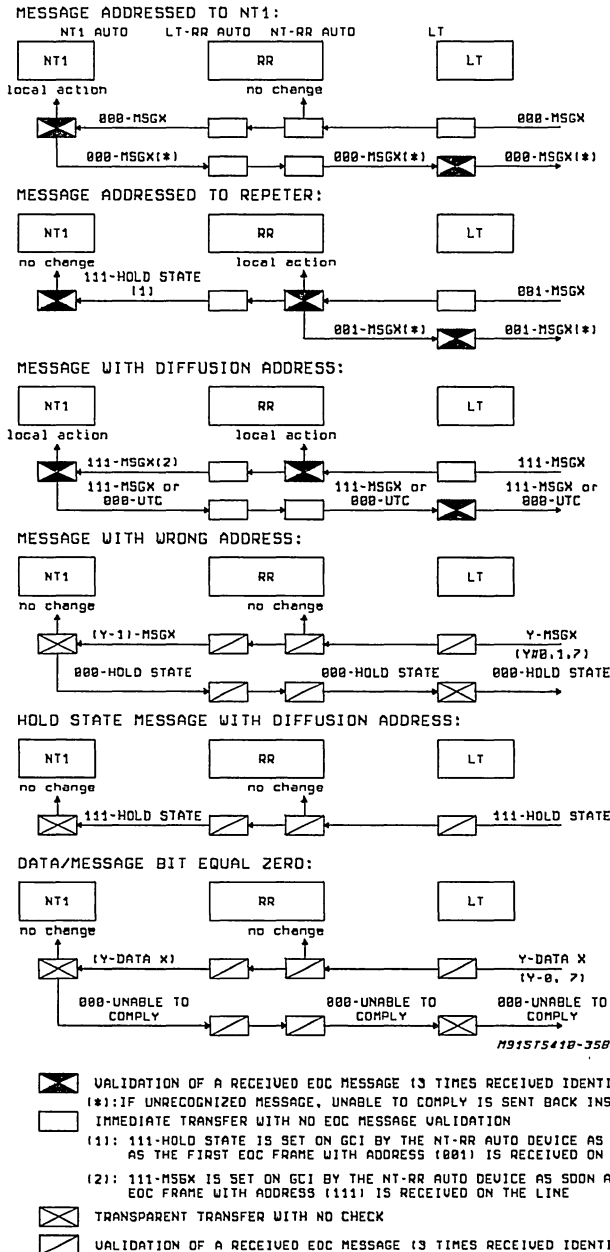 MESSAGE ADDRESSED TO NT1:
NT1 AUTO LT-RR AUTO NT-RR AUTO LT
NT1 RR LT
local action no change
000-MSGX 000-MSGX
000-MSGX(*) 000-MSGX(*) 000-MSGX(*)
MESSAGE ADDRESSED TO REPETER:
NT1 RR LT
no change local action
111-HOLD STATE
(1) 001-MSGX
001-MSGX(*) 001-MSGX(*)
MESSAGE WITH DIFFUSION ADDRESS:
NT1 RR LT
local action local action
111-MSGX(2) 111-MSGX
111-MSGX or 111-MSGX or 111-MSGX or
000-UTC 000-UTC 000-UTC
MESSAGE WITH WRONG ADDRESS:
NT1 RR LT
no change no change
(Y-1)-MSGX Y-MSGX
(Y#0,1,7)
000-HOLD STATE 000-HOLD STATE 000-HOLD STATE
HOLD STATE MESSAGE WITH DIFFUSION ADDRESS:
NT1 RR LT
no change no change
111-HOLD STATE 111-HOLD STATE
DATA/MESSAGE BIT EQUAL ZERO:
NT1 RR LT
no change no change
(Y-DATA X) Y-DATA X
(Y-0, 7)
000-UNABLE TO 000-UNABLE TO 000-UNABLE TO
COMPLY COMPLY COMPLY
M91ST5410-35B
VALIDATION OF A RECEIVED EOC MESSAGE (3 TIMES RECEIVED IDENTI
(*):IF UNRECOGNIZED MESSAGE, UNABLE TO COMPLY IS SENT BACK INS
IMMEDIATE TRANSFER WITH NO EOC MESSAGE VALIDATION
(1): 111-HOLD STATE IS SET ON GCI BY THE NT-RR AUTO DEVICE AS
AS THE FIRST EOC FRAME WITH ADDRESS (001) IS RECEIVED ON
(2): 111-MSGX IS SET ON GCI BY THE NT-RR AUTO DEVICE AS SOON A
EOC FRAME WITH ADDRESS (111) IS RECEIVED ON THE LINE
TRANSPARENT TRANSFER WITH NO CHECK
VALIDATION OF A RECEIVED EOC MESSAGE (3 TIMES RECEIVED IDENTI